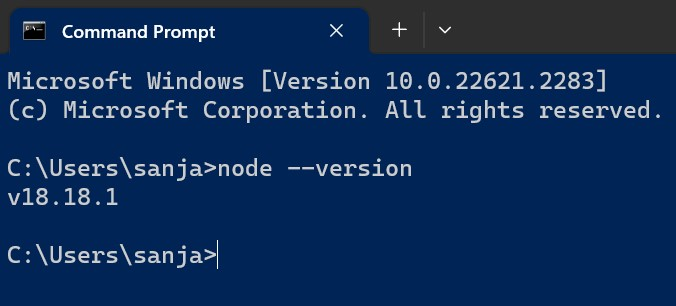 Command Prompt
Microsoft Windows [Version 10.0.22621.2283]
(c) Microsoft Corporation. All rights reserved.
C:\Users\sanja>node --version
v18.18.1
C:\Users\sanja>